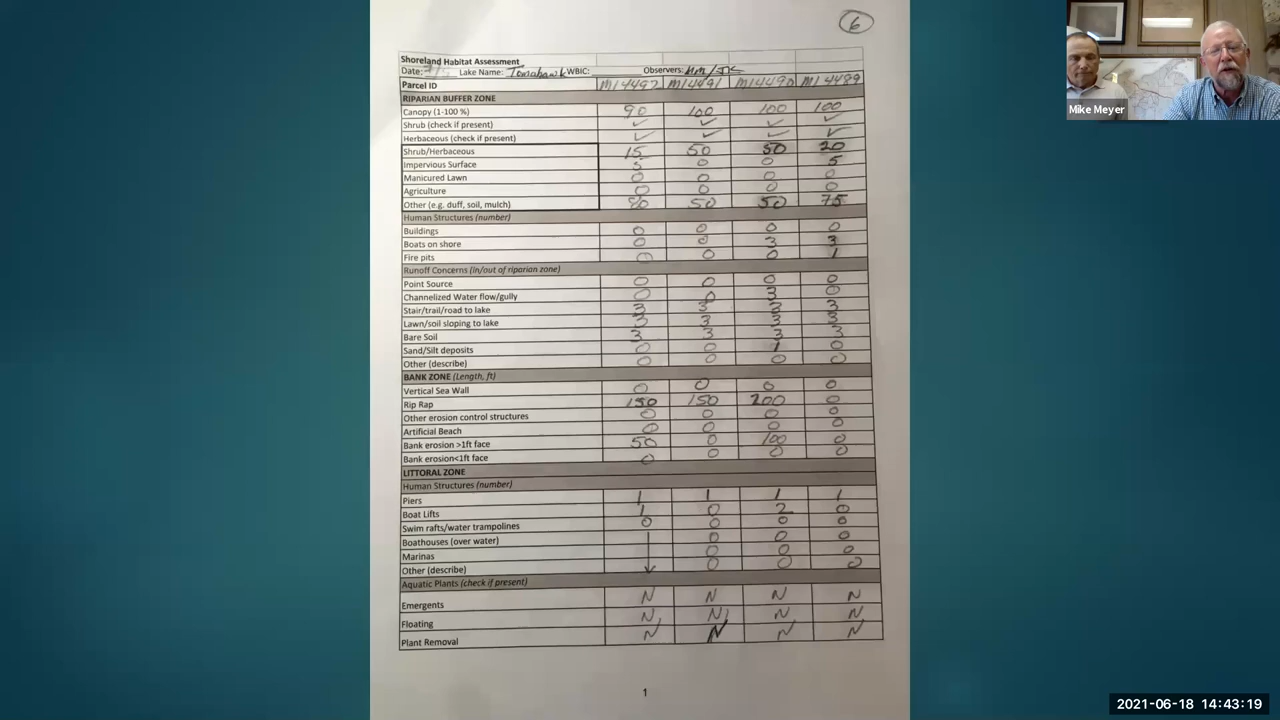 6
Shoreland Habitat Assessment
Date: Lake Name: Tomahawk WBIC: Observers: MM/JK
Parcel ID M14492 M14491 M14490 M14489
RIPARIAN BUFFER ZONE
Canopy (1-100 %) 90 100 100 100
Shrub (check if present) ✓ ✓ ✓ ✓
Herbaceous (check if present) ✓ ✓ ✓ ✓
Shrub/Herbaceous 15 50 50 20
Impervious Surface 5 0 0 5
Manicured Lawn 0 0 0 0
Agriculture 0 0 0 0
Other (e.g. duff, soil, mulch) 80 50 50 75
Human Structures (number)
Buildings 0 0 0 0
Boats on shore 0 0 3 3
Fire pits 0 0 0 1
Runoff Concerns (in/out of riparian zone)
Point Source 0 0 0 0
Channelized Water flow/gully 0 0 3 0
Stair/trail/road to lake 3 3 3 3
Lawn/soil sloping to lake 3 3 3 3
Bare Soil 3 3 3 3
Sand/Silt deposits 0 0 1 0
Other (describe) 0 0 0 0
BANK ZONE (Length, ft)
Vertical Sea Wall 0 0 0 0
Rip Rap 150 150 200 0
Other erosion control structures 0 0 0 0
Artificial Beach 0 0 0 0
Bank erosion >1ft face 50 0 100 0
Bank erosion<1ft face 0 0 0 0
LITTORAL ZONE
Human Structures (number)
Piers 1 1 1 1
Boat Lifts 1 0 2 0
Swim rafts/water trampolines 0 0 0 0
Boathouses (over water) 0 0 0
Marinas 0 0 0
Other (describe) 0 0 0
Aquatic Plants (check if present)
Emergents N N N N
Floating N N N N
Plant Removal N N N N
1
Mike Meyer
2021-06-18 14:43:19